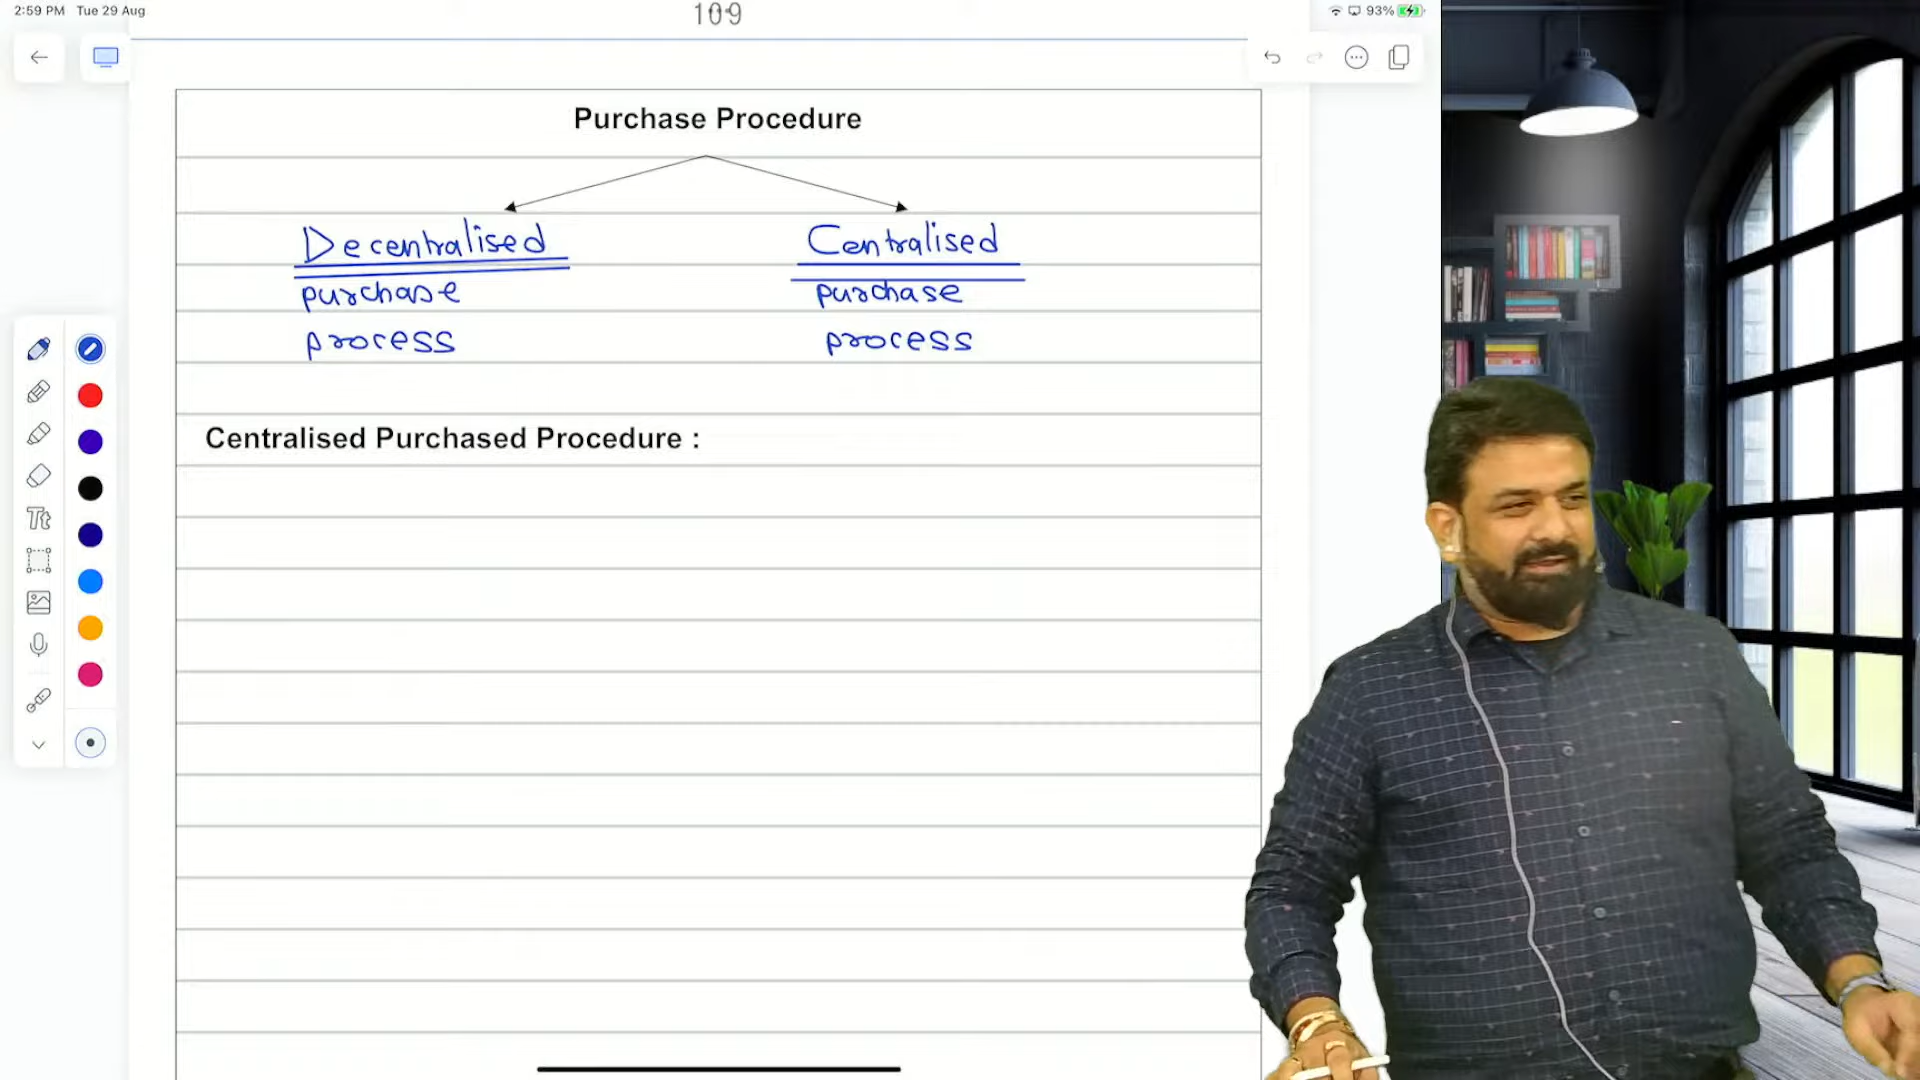 2:59 PM Tue 29 Aug
93%
109
Purchase Procedure
Decentralised
purchase
process
Centralised
purchase
process
Centralised Purchased Procedure :
Tt